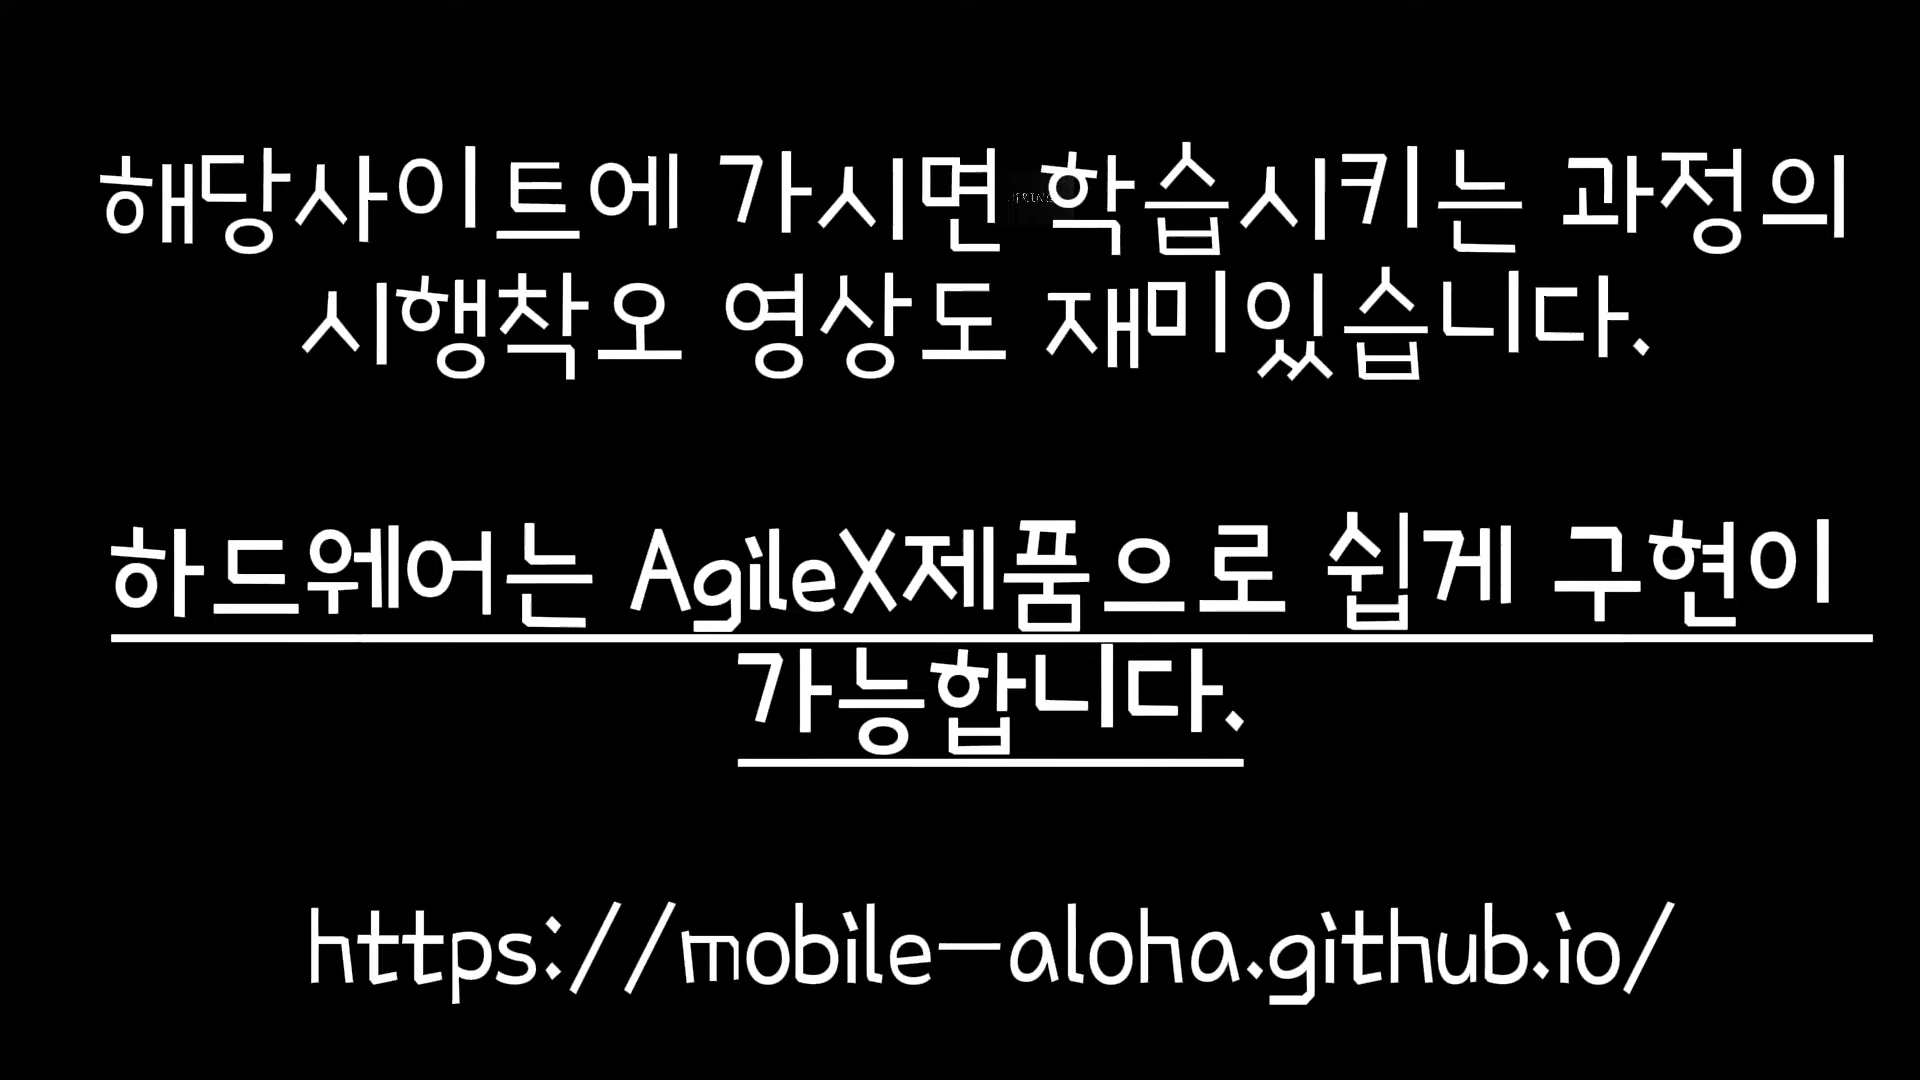 해당사이트에 가시면 학습시키는 과정의
시행착오 영상도 재미있습니다.
하드웨어는 AgileX제품으로 쉽게 구현이
가능합니다.
https://mobile-aloha.github.io/